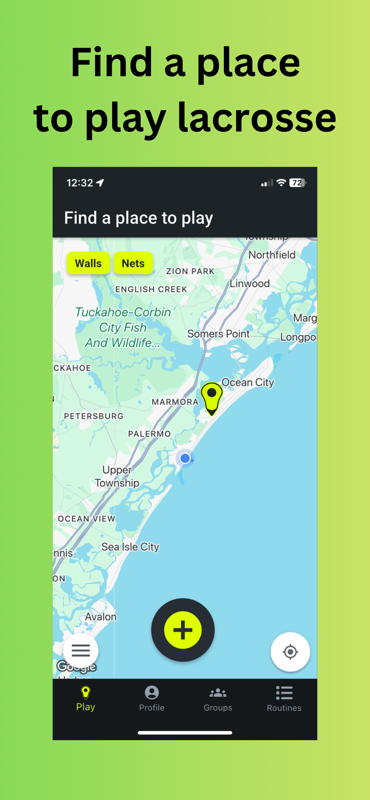 Find a place
to play lacrosse
12:32
72
Find a place to play
Township
Northfield
Walls
Nets
ZION PARK
Linwood
ENGLISH CREEK
Tuckahoe-Corbin
City Fish
And Wildlife...
Marg
Somers Point
Longpo
CKAHOE
Ocean City
MARMORA
PETERSBURG
PALERMO
Upper
Township
OCEAN VIEW
nnis
Sea Isle City
ON
Avalon
Google
Play
Profile
Groups
Routines